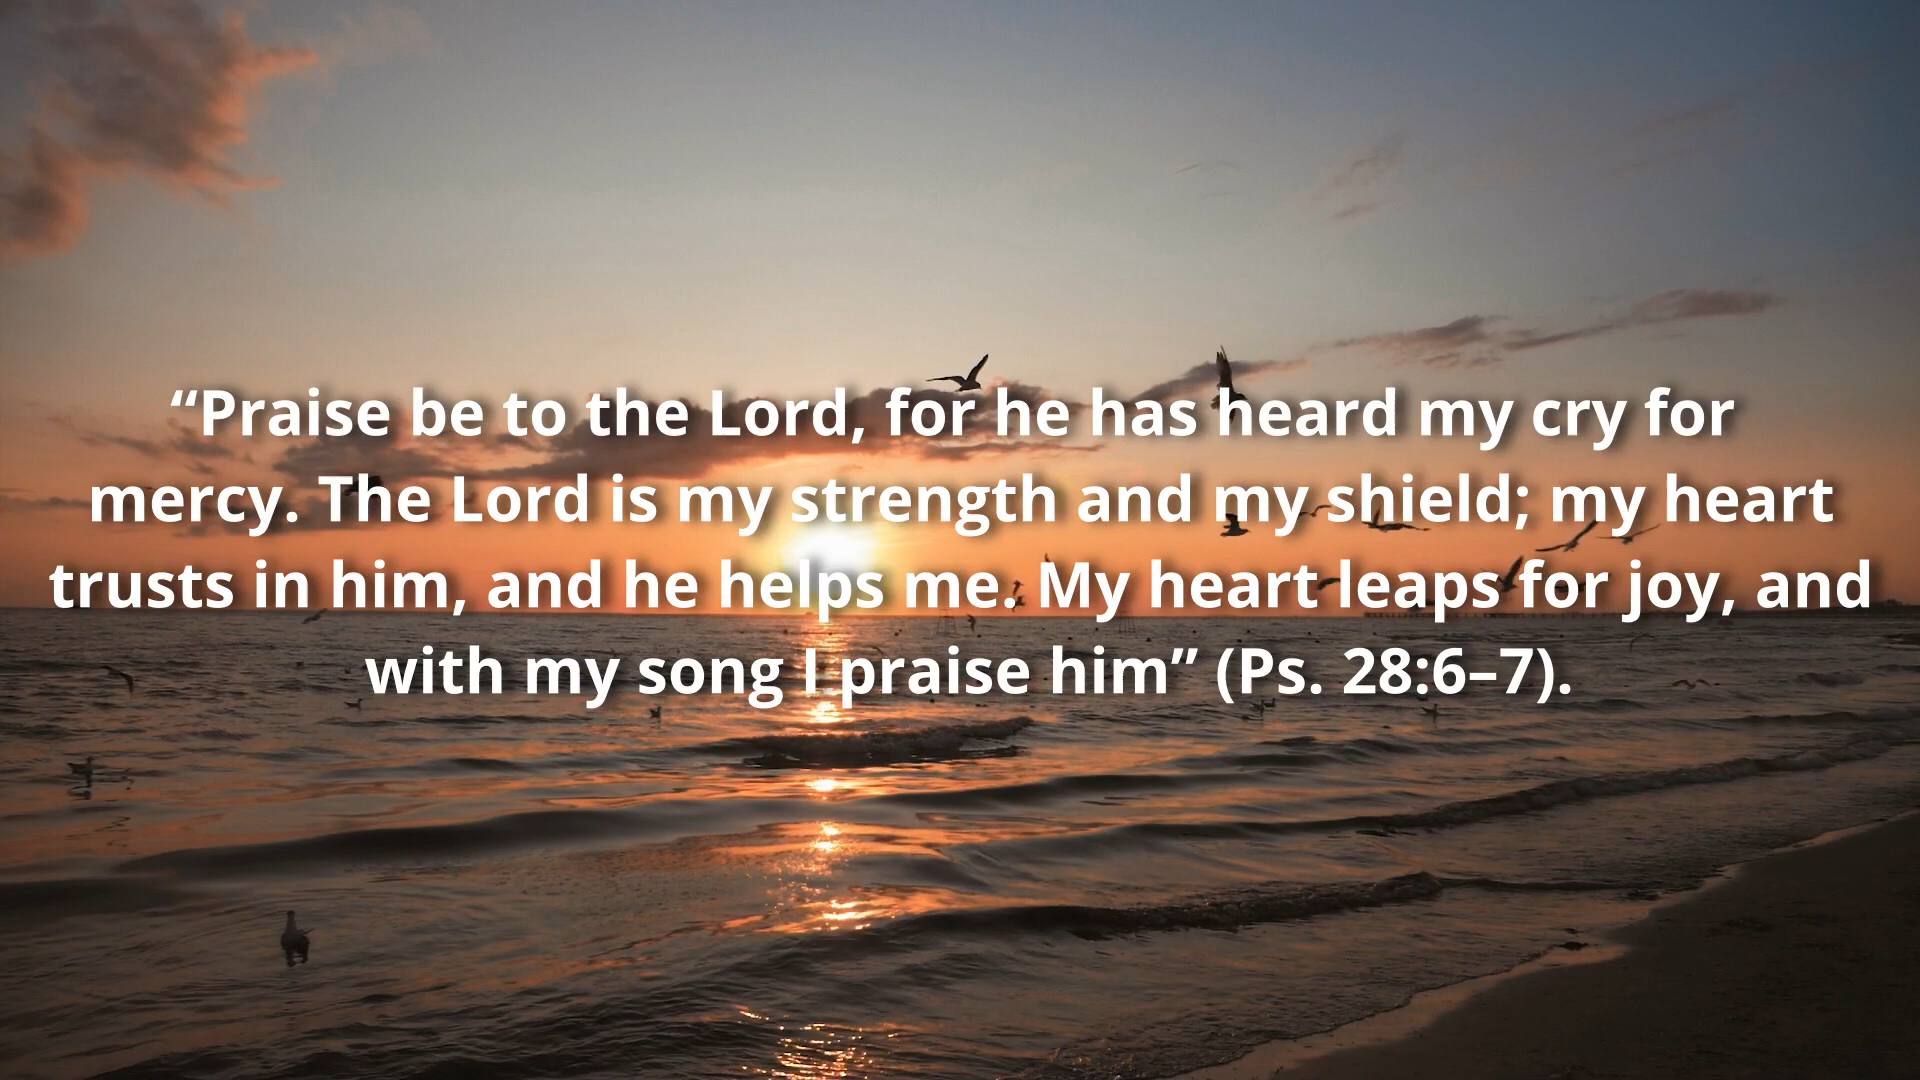 “Praise be to the Lord, for he has heard my cry for
mercy. The Lord is my strength and my shield; my heart
trusts in him, and he helps me. My heart leaps for joy, and
with my song I praise him” (Ps. 28:6–7).